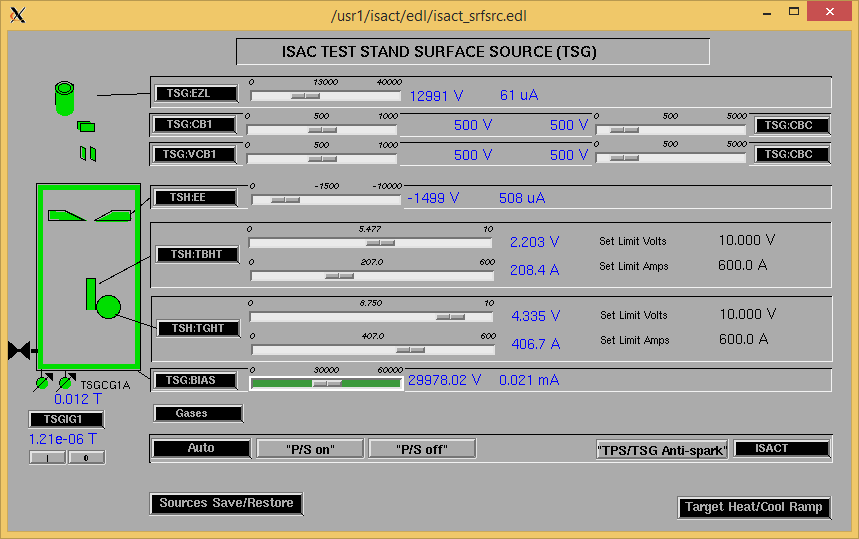 /usr1/isact/edl/isact_srfsrc.edl
ISAC TEST STAND SURFACE SOURCE (TSG)
0 13000 40000
TSG:EZL 12991 V 61 uA
0 500 1000 0 500 5000
TSG:CB1 500 V 500 V TSG:CBC
0 500 1000 0 500 5000
TSG:VCB1 500 V 500 V TSG:CBC
0 -1500 -10000
TSH:EE -1499 V 508 uA
0 5.477 10
2.203 V Set Limit Volts 10.000 V
TSH:TBHT
0 207.0 600
208.4 A Set Limit Amps 600.0 A
0 8.750 10
4.335 V Set Limit Volts 10.000 V
TSH:TGHT
0 407.0 600
406.7 A Set Limit Amps 600.0 A
0 30000 60000
TSG:BIAS 29978.02 V 0.021 mA
TSGCG1A
0.012 T
Gases
TSGIG1
1.21e-06 T
I 0
Auto "P/S on" "P/S off" "TPS/TSG Anti-spark" ISACT
Sources Save/Restore
Target Heat/Cool Ramp